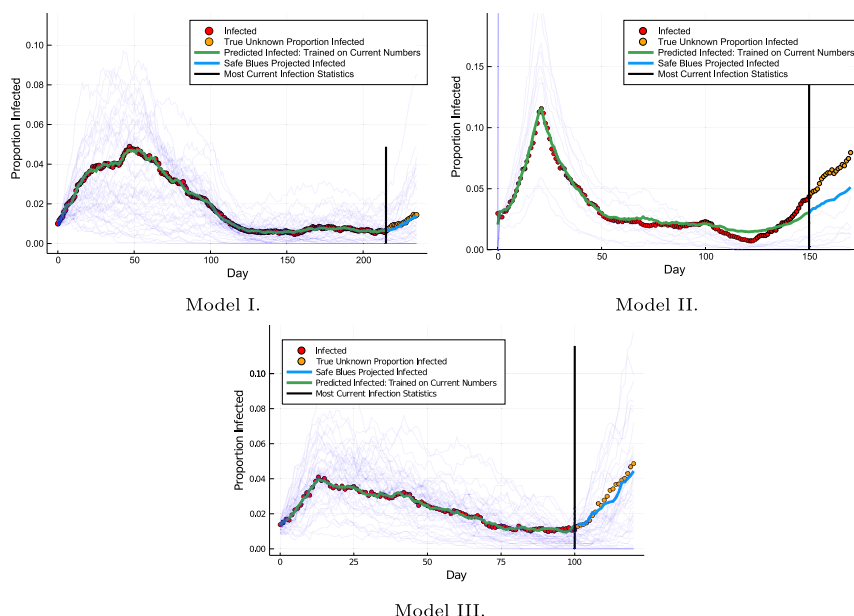 0.10
0.08
0.06
0.04
0.02
0.00
Proportion Infected
0
50
100
150
200
Day
Infected
True Unknown Proportion Infected
Predicted Infected: Trained on Current Numbers
Safe Blues Projected Infected
Most Current Infection Statistics
Model I.
0.15
0.10
0.05
0.00
Proportion Infected
0
50
100
150
Day
Infected
True Unknown Proportion Infected
Predicted Infected: Trained on Current Numbers
Safe Blues Projected Infected
Most Current Infection Statistics
Model II.
0.10
0.08
0.06
0.04
0.02
0.00
Proportion Infected
0
25
50
75
100
Day
Infected
True Unknown Proportion Infected
Safe Blues Projected Infected
Predicted Infected: Trained on Current Numbers
Most Current Infection Statistics
Model III.